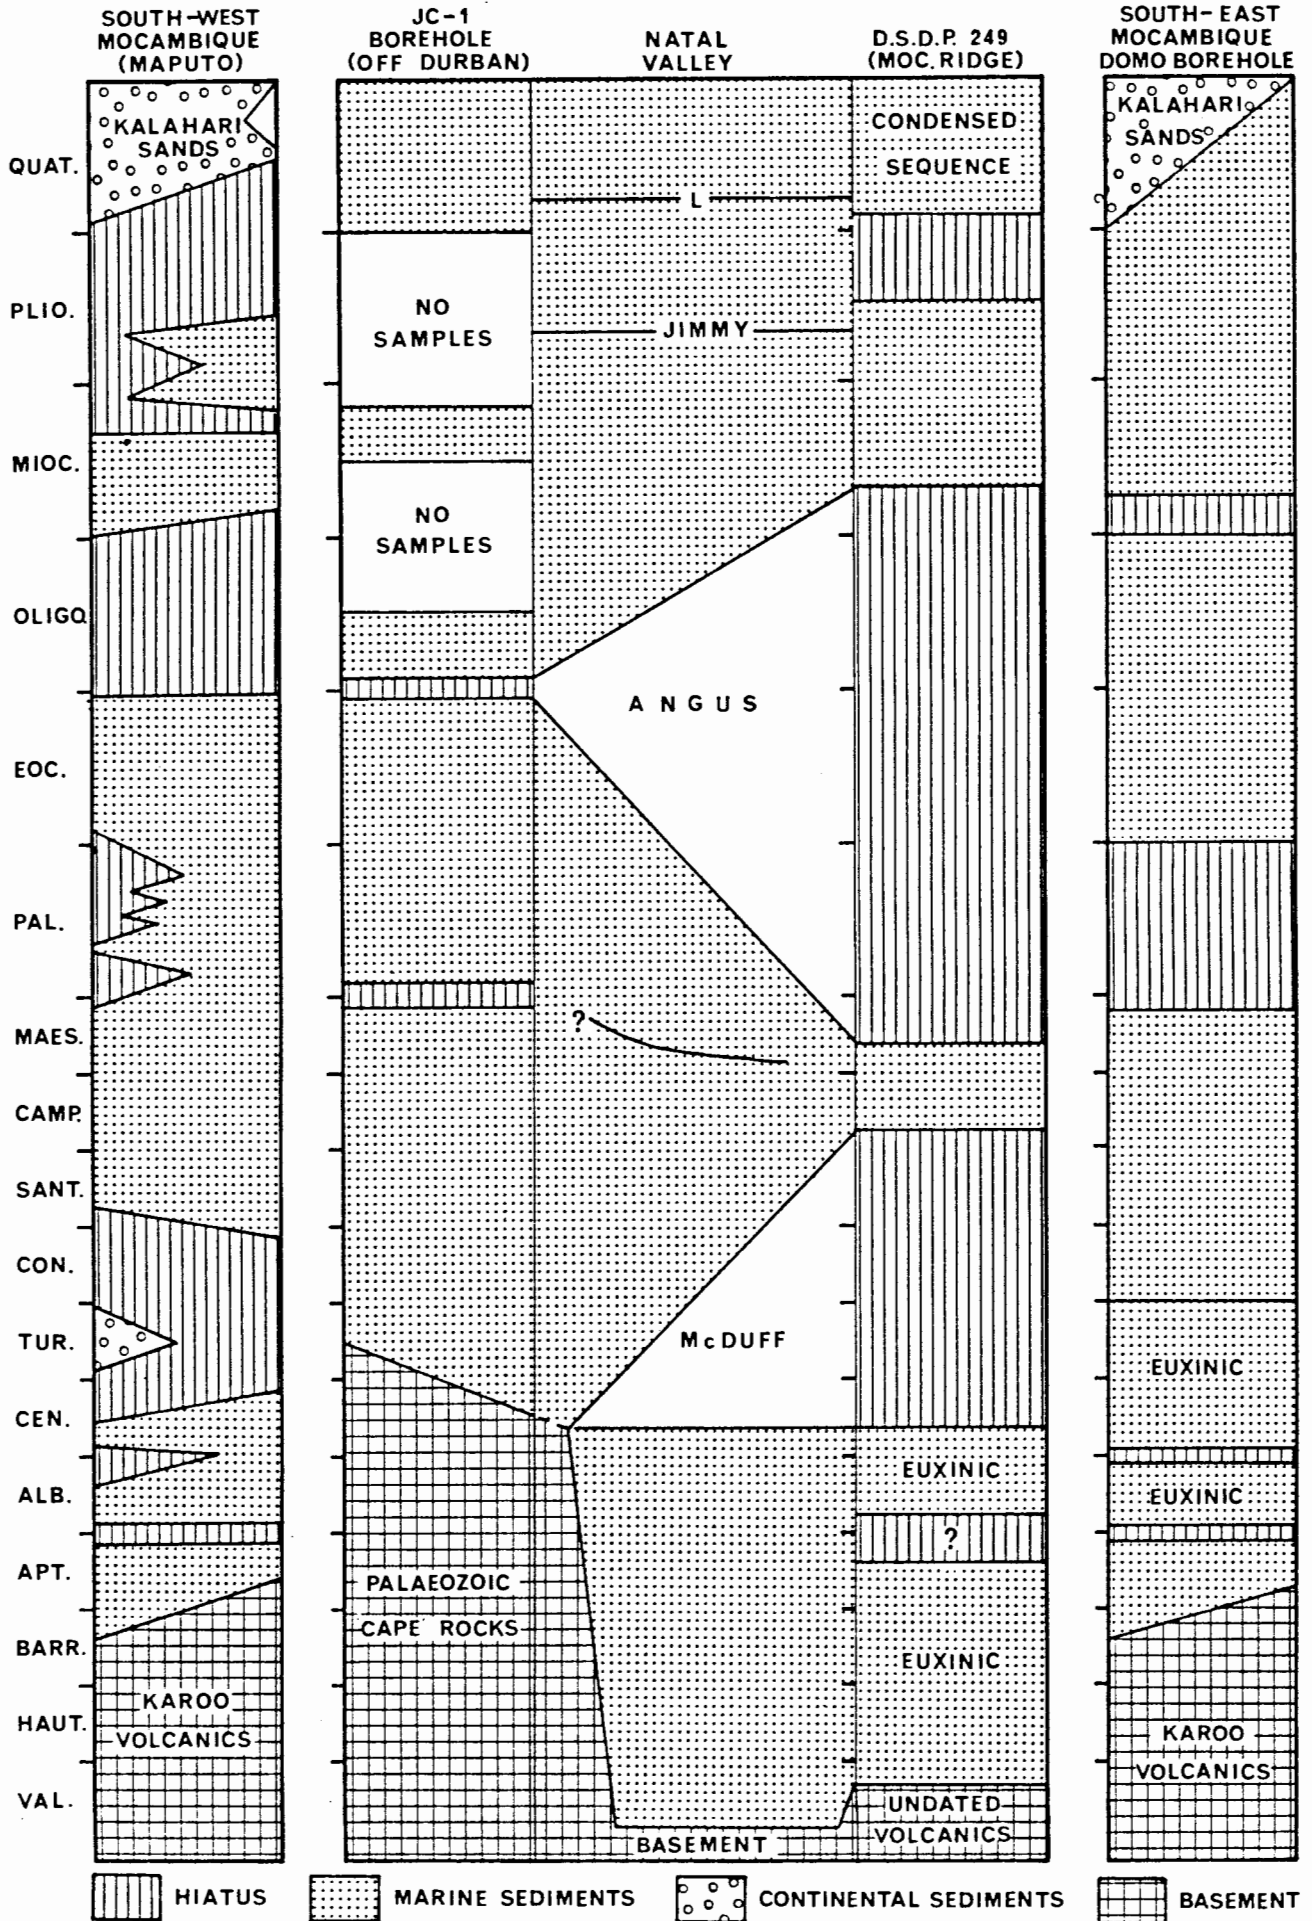 SOUTH-WEST
MOCAMBIQUE
(MAPUTO)
JC-1
BOREHOLE
(OFF DURBAN)
NATAL
VALLEY
D.S.D.P. 249
(MOC. RIDGE)
SOUTH-EAST
MOCAMBIQUE
DOMO BOREHOLE
QUAT.
PLIO.
MIOC.
OLIGO
EOC.
PAL.
MAES.
CAMP.
SANT.
CON.
TUR.
CEN.
ALB.
APT.
BARR.
HAUT.
VAL.
KALAHARI
SANDS
KAROO
VOLCANICS
NO
SAMPLES
NO
SAMPLES
PALAEOZOIC
CAPE ROCKS
L
JIMMY
ANGUS
?
McDUFF
BASEMENT
CONDENSED
SEQUENCE
EUXINIC
?
EUXINIC
UNDATED
VOLCANICS
KALAHARI
SANDS
?
EUXINIC
EUXINIC
KAROO
VOLCANICS
HIATUS
MARINE SEDIMENTS
CONTINENTAL SEDIMENTS
BASEMENT